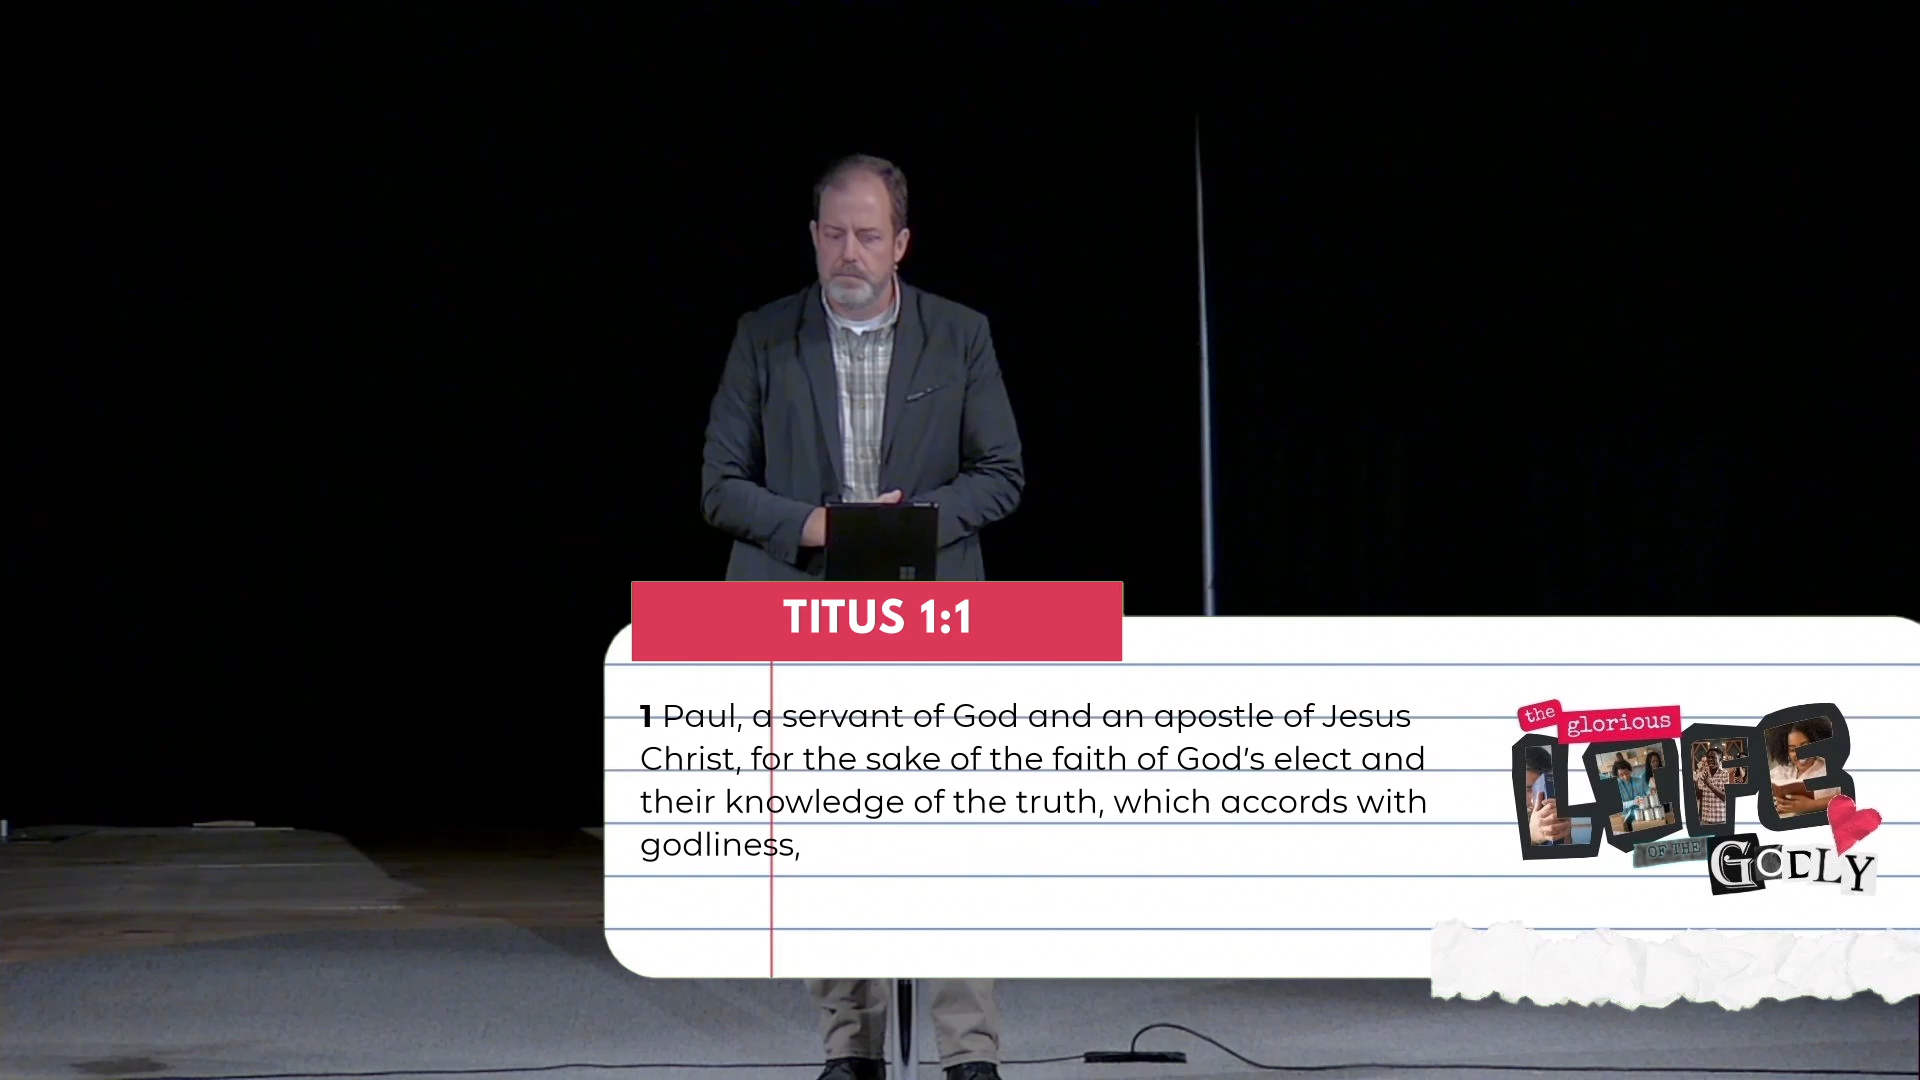 TITUS 1:1
1 Paul, a servant of God and an apostle of Jesus
Christ, for the sake of the faith of God's elect and
their knowledge of the truth, which accords with
godliness,
the
glorious
LIFE
OF THE
GODLY